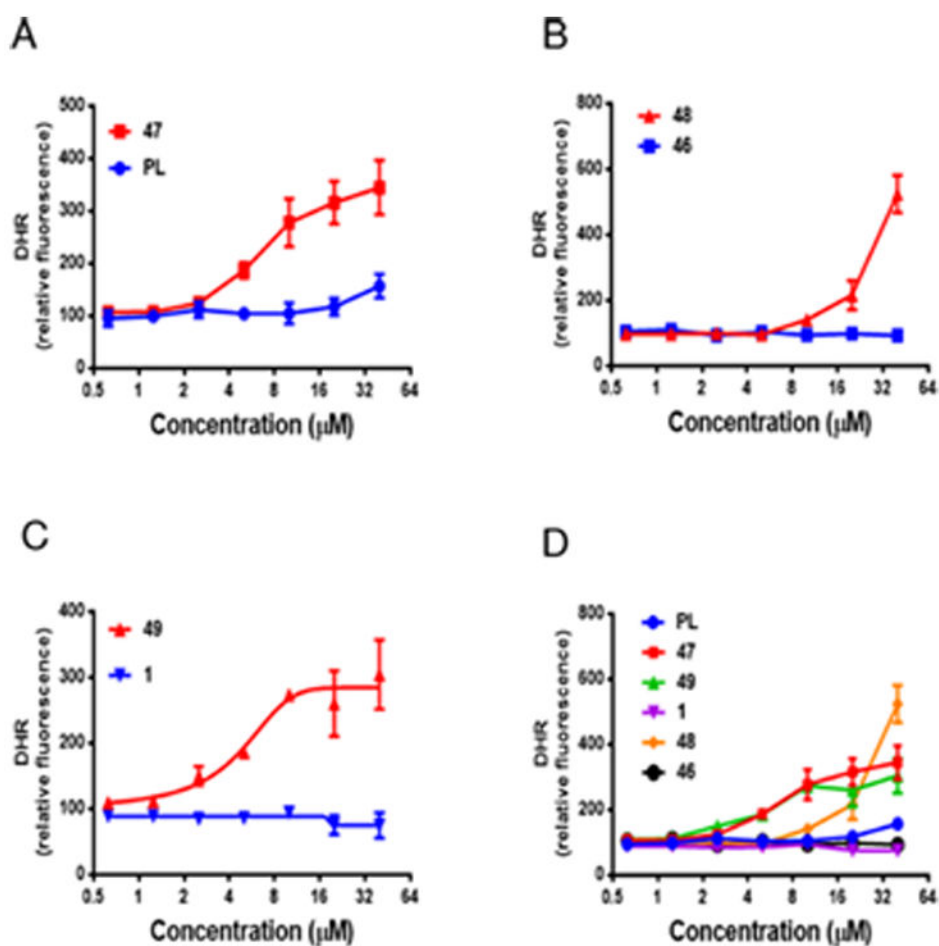 A
500
400
300
200
100
0
DHR
(relative fluorescence)
47
PL
0.5 1 2 4 8 16 32 64
Concentration (µM)
B
800
600
400
200
0
DHR
(relative fluorescence)
48
46
0.5 1 2 4 8 16 32 64
Concentration (µM)
C
400
300
200
100
0
DHR
(relative fluorescence)
49
1
0.5 1 2 4 8 16 32 64
Concentration (µM)
D
800
600
400
200
0
DHR
(relative fluorescence)
PL
47
49
1
48
46
0.5 1 2 4 8 16 32 64
Concentration (µM)